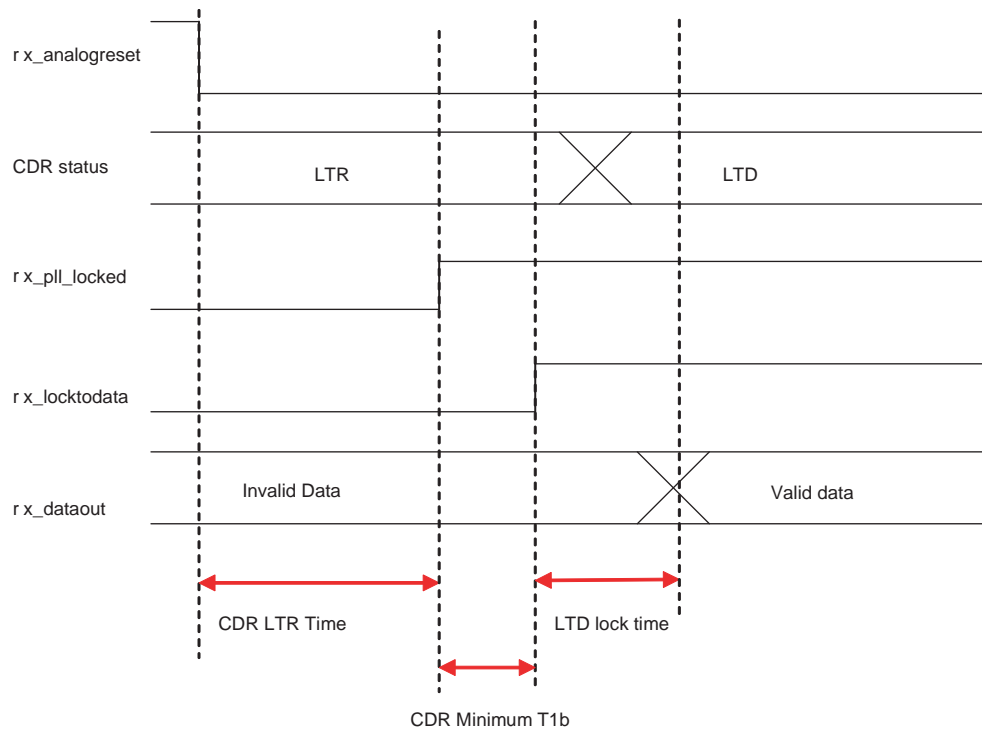 r x_analogreset
CDR status
LTR
LTD
r x_pll_locked
r x_locktodata
r x_dataout
Invalid Data
Valid data
CDR LTR Time
LTD lock time
CDR Minimum T1b